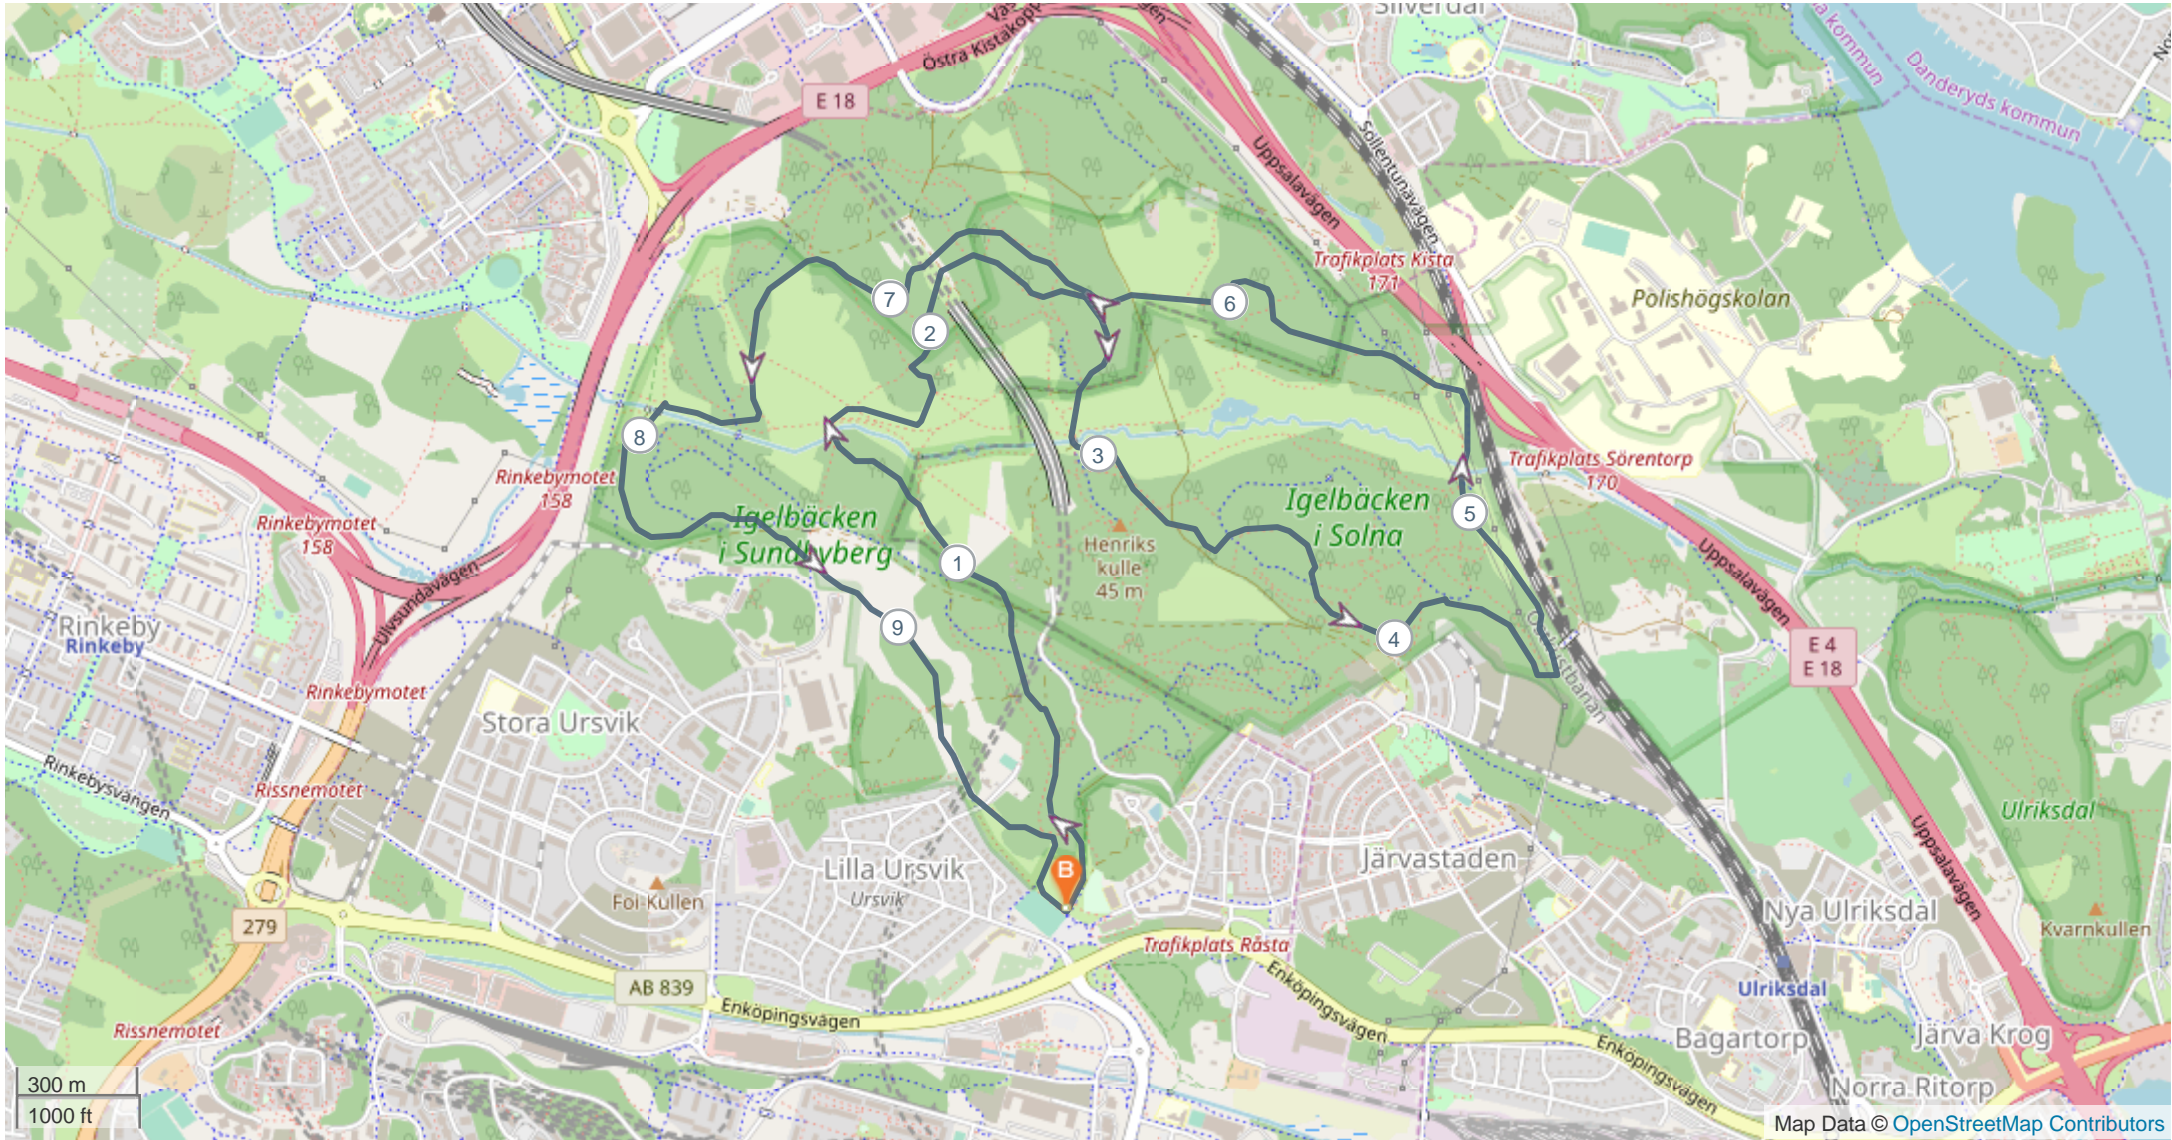 Silverdal
Östra Kistakopp
E 18
Sollentunavägen
Uppsalavägen
Danderyds kommun
kommun
Trafikplats Kista
171
Polishögskolan
7
6
2
8
3
Rinkebymotet
158
Rinkebymotet
158
Trafikplats Sörentorp
170
Igelbäcken
i Sundbyberg
Igelbäcken
i Solna
5
Henriks
kulle
45 m
1
Uppsalavägen
Ulvsundavägen
Rinkeby
Rinkeby
9
4
E 4
E 18
Ostkustbanan
Rinkebymotet
Stora Ursvik
Rinkebysvängen
Rissnemotet
Ulriksdal
Uppsalavägen
Lilla Ursvik
Ursvik
B
Järvastaden
Foi Kullen
Nya Ulriksdal
Kvarnkullen
279
Trafikplats Råsta
AB 839
Enköpingsvägen
Enköpingsvägen
Ulriksdal
Rissnemotet
Bagartorp
Järva Krog
Enköpingsvägen
Norra Ritorp
300 m
1000 ft
Map Data © OpenStreetMap Contributors